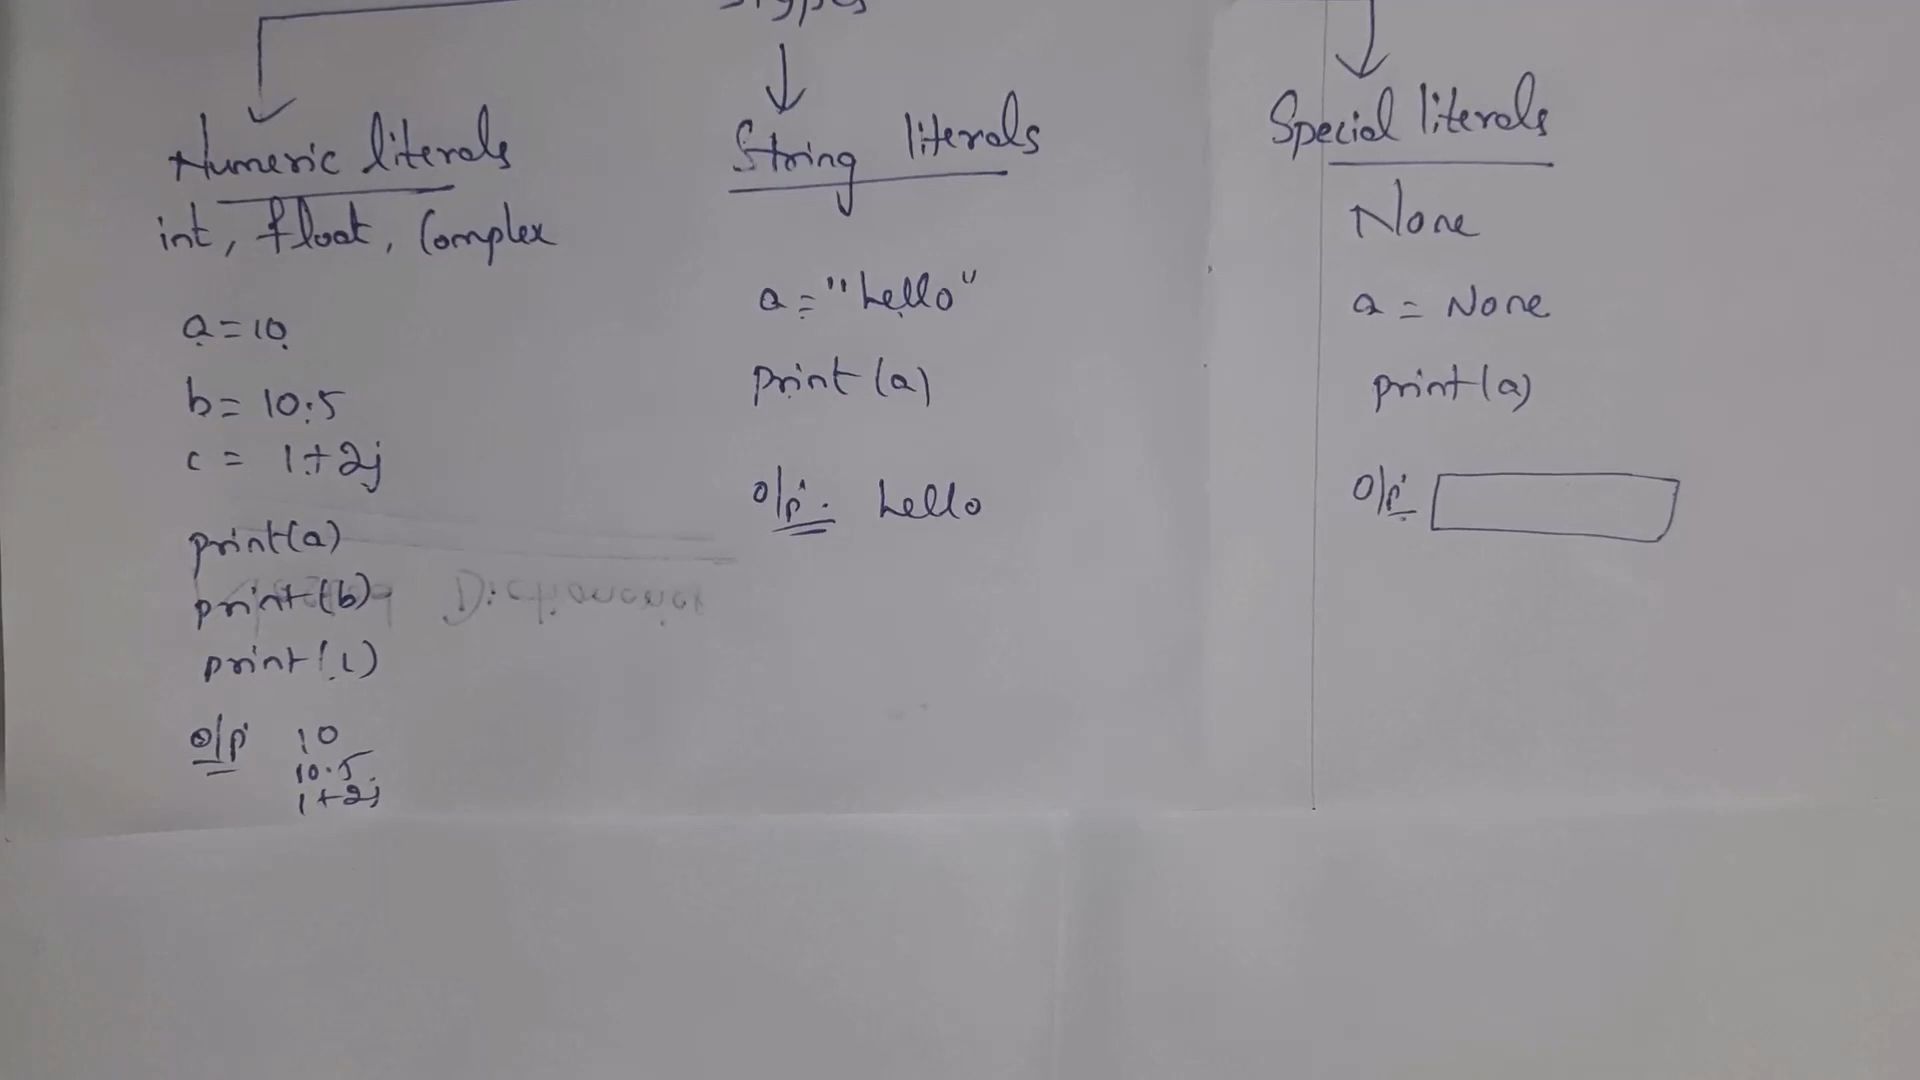 Numeric literals
int, float, Complex
a=10
b= 10.5
c = 1+2j
print(a)
print(b)
print(c)
o/p 10
10.5
1+2j
String literals
a = "hello"
print(a)
o/p. hello
Special literals
None
a = None
print(a)
o/p